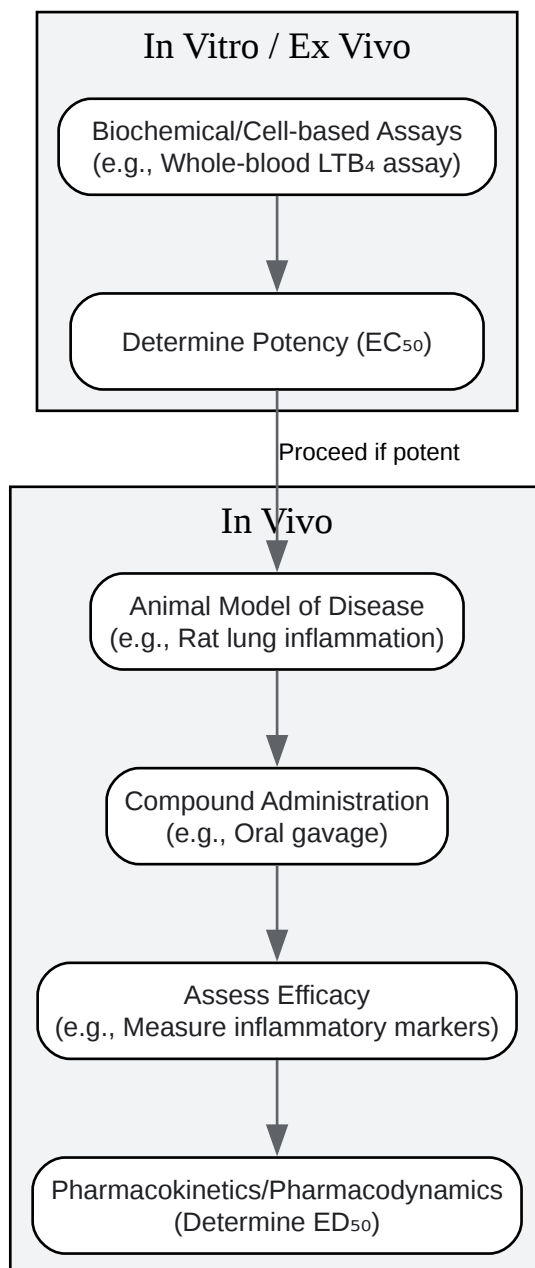 In Vitro / Ex Vivo
Biochemical/Cell-based Assays
(e.g., Whole-blood LTB₄ assay)
Determine Potency (EC₅₀)
Proceed if potent
In Vivo
Animal Model of Disease
(e.g., Rat lung inflammation)
Compound Administration
(e.g., Oral gavage)
Assess Efficacy
(e.g., Measure inflammatory markers)
Pharmacokinetics/Pharmacodynamics
(Determine ED₅₀)